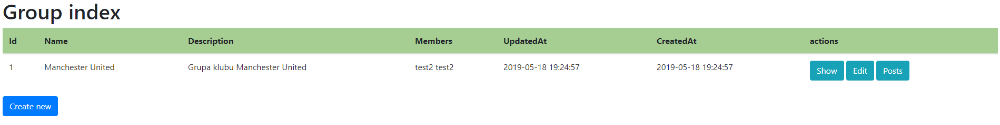 Group index
Id Name Description Members UpdatedAt CreatedAt actions
1 Manchester United Grupa klubu Manchester United test2 test2 2019-05-18 19:24:57 2019-05-18 19:24:57 Show Edit Posts
Create new